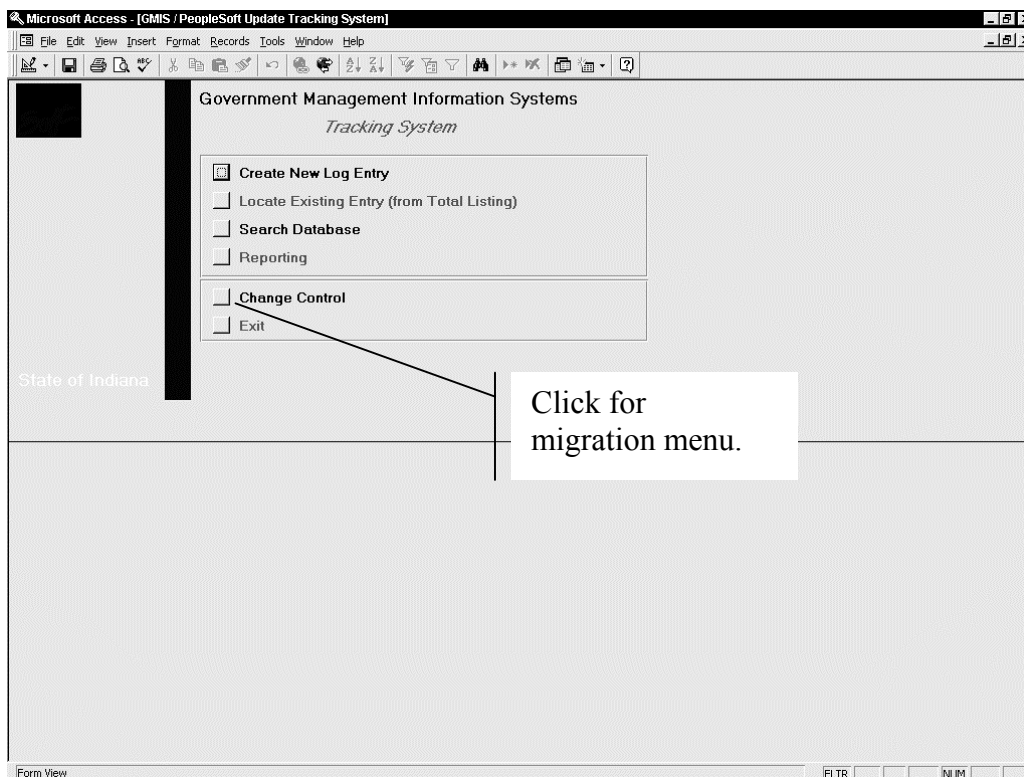 Microsoft Access - [GMIS / PeopleSoft Update Tracking System]
File Edit View Insert Format Records Tools Window Help
Government Management Information Systems
Tracking System
Create New Log Entry
Locate Existing Entry (from Total Listing)
Search Database
Reporting
Change Control
Exit
State of Indiana
Click for
migration menu.
Form View FLTR NUM